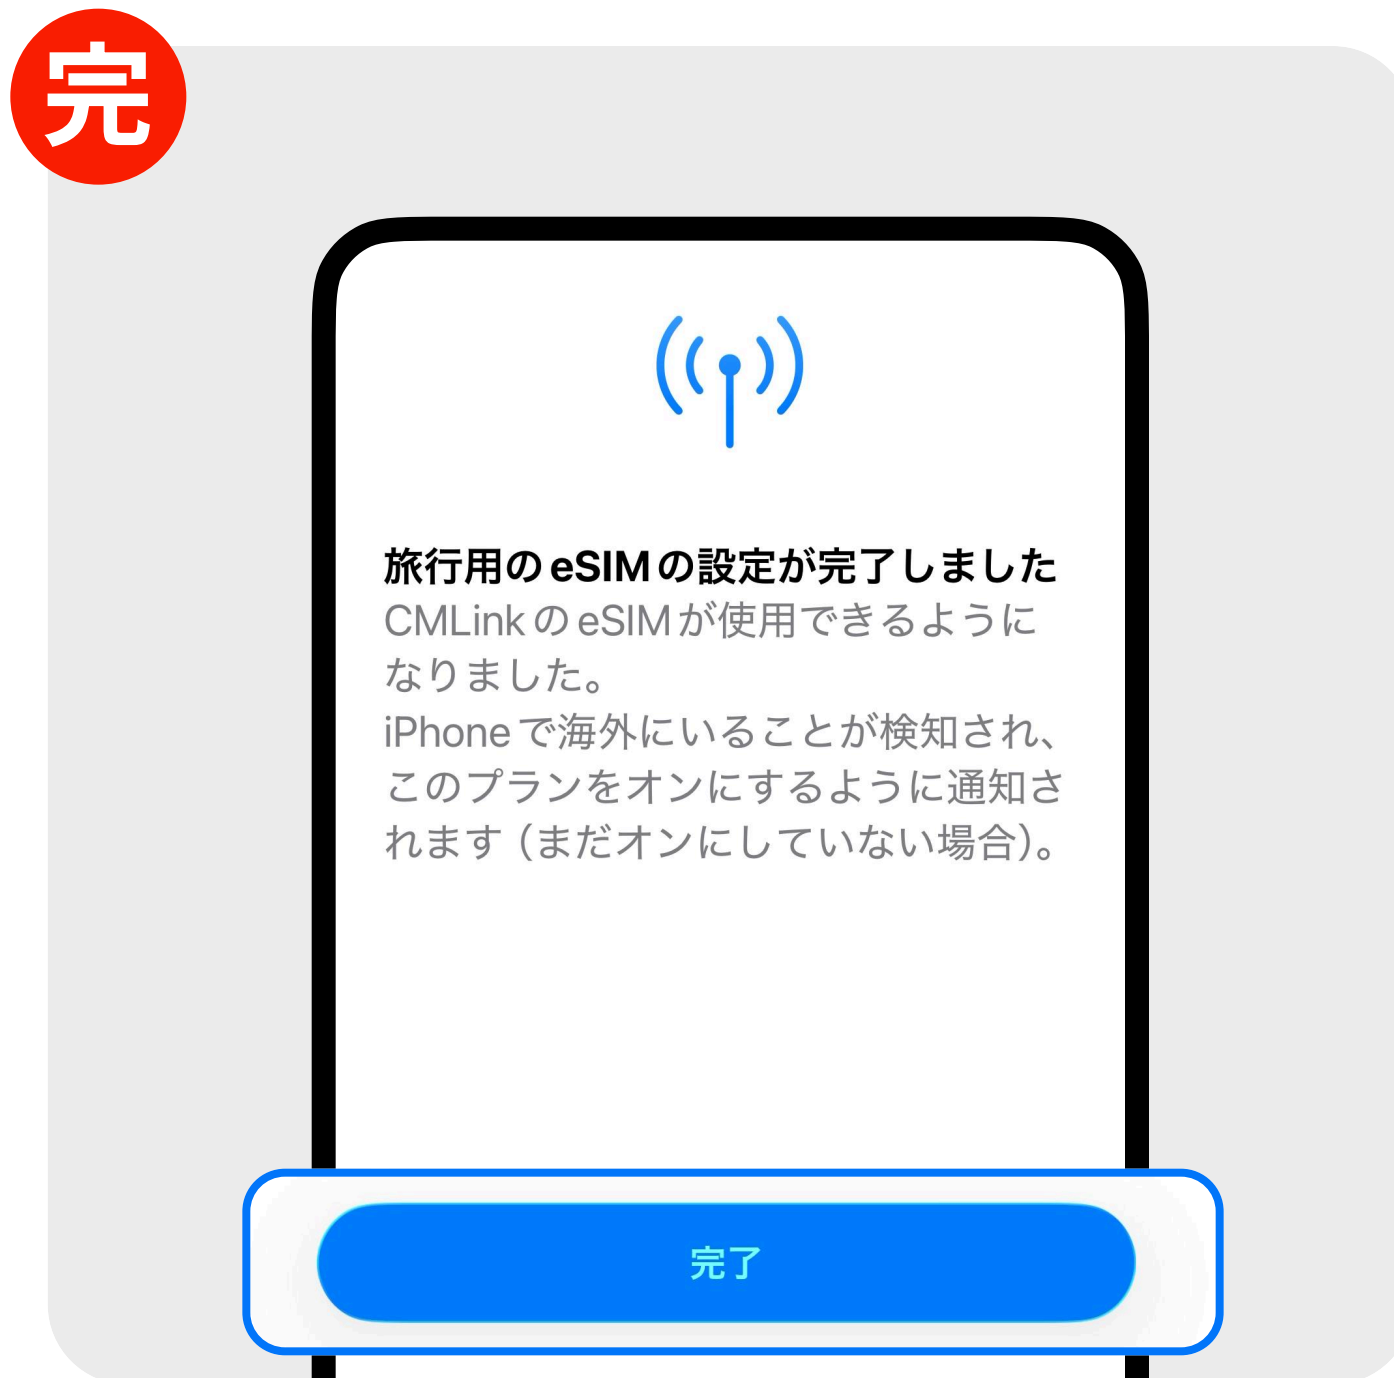 完
旅行用のeSIMの設定が完了しました
CMLinkのeSIMが使用できるように
なりました。
iPhoneで海外にいることが検知され、
このプランをオンにするように通知さ
れます（まだオンにしていない場合）。
完了